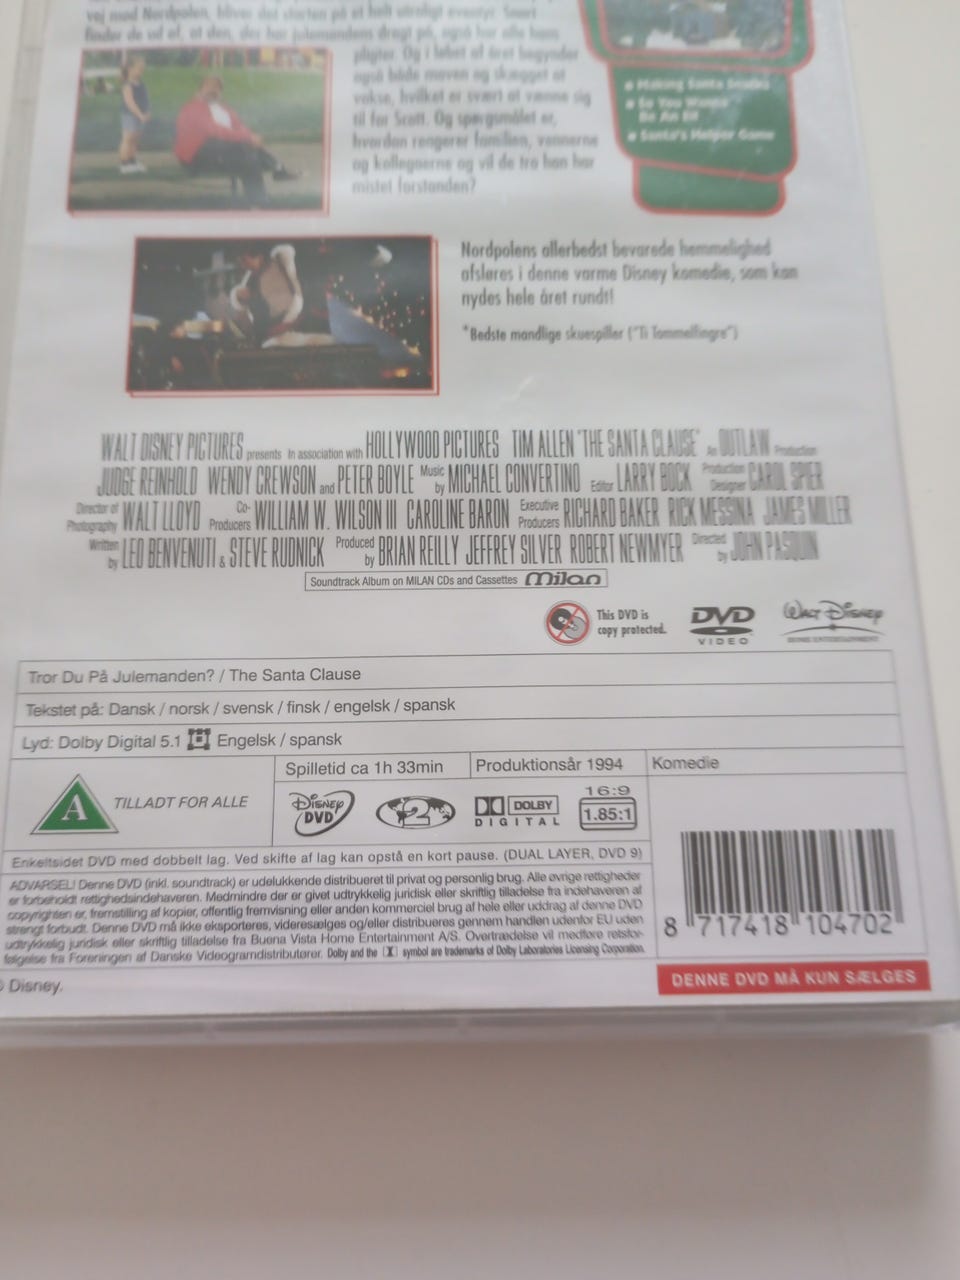 vej mod Nordpolen, bliver det starten på et helt utroligt eventyr. Snart
finder de ud af, at den, der har julemandens dragt på, også har alle hans
pligter. Og i løbet af året begynder
også både maven og skægget at
vokse, hvilket er svært at vænne sig
til for Scott. Og spørgsmålet er,
hvordan reagerer familien, vennerne
og kollegaerne og vil de tro han har
mistet forstanden?
• Making Santa Snacks
• So You Wanna
Be An Elf
• Santa's Helper Game
Nordpolens allerbedst bevarede hemmelighed
afsløres i denne varme Disney komedie, som kan
nydes hele året rundt!
*Bedste mandlige skuespiller ("Ti Tommelfingre")
WALT DISNEY PICTURES presents In association with HOLLYWOOD PICTURES TIM ALLEN "THE SANTA CLAUSE" An OUTLAW Production
JUDGE REINHOLD WENDY CREWSON and PETER BOYLE Music by MICHAEL CONVERTINO Editor LARRY BOCK Production Designer CAROL SPIER
Director of Photography WALT LLOYD Co-Producers WILLIAM W. WILSON III CAROLINE BARON Executive Producers RICHARD BAKER RICK MESSINA JAMES MILLER
Written by LEO BENVENUTI & STEVE RUDNICK Produced by BRIAN REILLY JEFFREY SILVER ROBERT NEWMYER Directed by JOHN PASQUIN
Soundtrack Album on MILAN CDs and Cassettes milan
This DVD is
copy protected.
DVD
VIDEO
WALT DISNEY
HOME ENTERTAINMENT
Tror Du På Julemanden? / The Santa Clause
Tekstet på: Dansk / norsk / svensk / finsk / engelsk / spansk
Lyd: Dolby Digital 5.1 Engelsk / spansk
Spilletid ca 1h 33min
Produktionsår 1994
Komedie
A TILLADT FOR ALLE
DISNEY
DVD
2
DOLBY
DIGITAL
16:9
1.85:1
Enkeltsidet DVD med dobbelt lag. Ved skifte af lag kan opstå en kort pause. (DUAL LAYER, DVD 9)
ADVARSEL! Denne DVD (inkl. soundtrack) er udelukkende distribueret til privat og personlig brug. Alle øvrige rettigheder
er forbeholdt rettighedsindehaveren. Medmindre der er givet udtrykkelig juridisk eller skriftlig tilladelse fra indehaveren af
copyrighten er, fremstilling af kopier, offentlig fremvisning eller anden kommerciel brug af hele eller uddrag af denne DVD
strengt forbudt. Denne DVD må ikke eksporteres, videresælges og/eller distribueres gennem handlen udenfor EU uden
udtrykkelig juridisk eller skriftlig tilladelse fra Buena Vista Home Entertainment A/S. Overtrædelse vil medføre retsfor-
følgelse fra Foreningen af Danske Videogramdistributører. Dolby and the symbol are trademarks of Dolby Laboratories Licensing Corporation.
8 717418 104702
© Disney.
DENNE DVD MÅ KUN SÆLGES